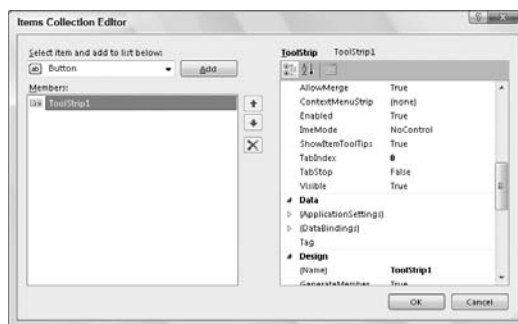 Items Collection Editor
Select item and add to list below:
Button
Add
Members:
ToolStrip1
ToolStrip ToolStrip1
AllowMerge True
ContextMenuStrip (none)
Enabled True
ImeMode NoControl
ShowItemToolTips True
TabIndex 0
TabStop False
Visible True
Data
(ApplicationSettings)
(DataBindings)
Tag
Design
(Name) ToolStrip1
GenerateMember True
OK
Cancel